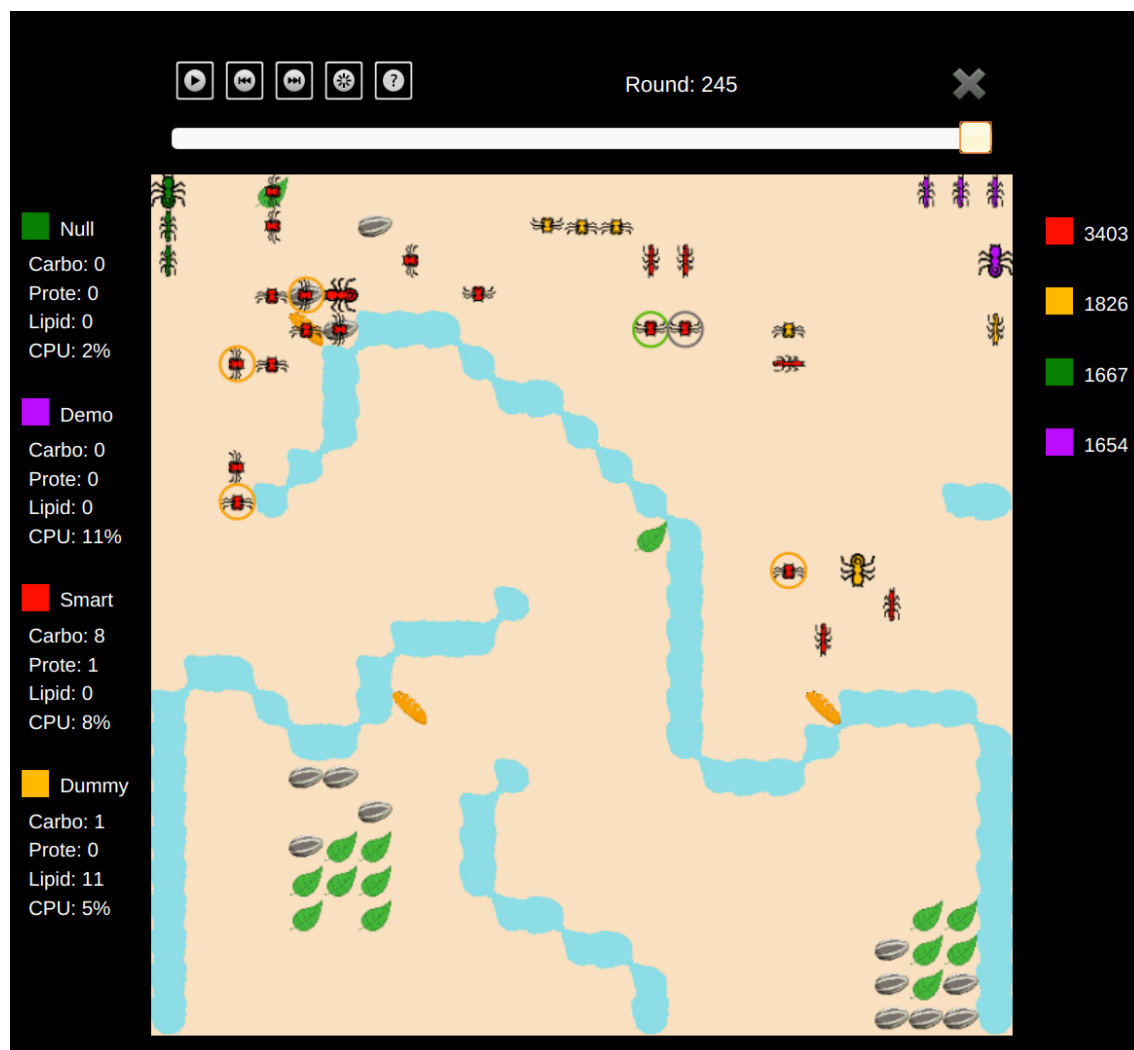 Round: 245
Null
Carbo: 0
Prote: 0
Lipid: 0
CPU: 2%
Demo
Carbo: 0
Prote: 0
Lipid: 0
CPU: 11%
Smart
Carbo: 8
Prote: 1
Lipid: 0
CPU: 8%
Dummy
Carbo: 1
Prote: 0
Lipid: 11
CPU: 5%
3403
1826
1667
1654